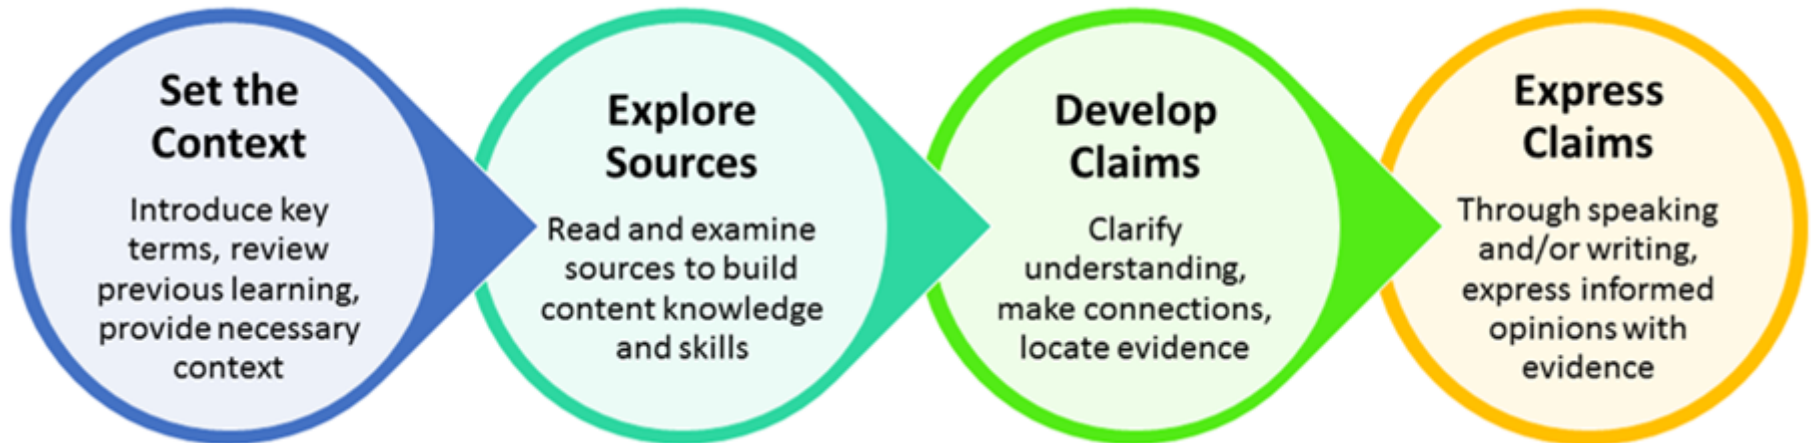 Set the
Context
Introduce key
terms, review
previous learning,
provide necessary
context
Explore
Sources
Read and examine
sources to build
content knowledge
and skills
Develop
Claims
Clarify
understanding,
make connections,
locate evidence
Express
Claims
Through speaking
and/or writing,
express informed
opinions with
evidence